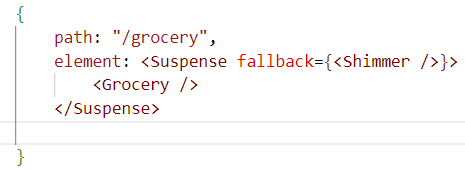 {
path: "/grocery",
element: <Suspense fallback={<Shimmer />}>
<Grocery />
</Suspense>
}